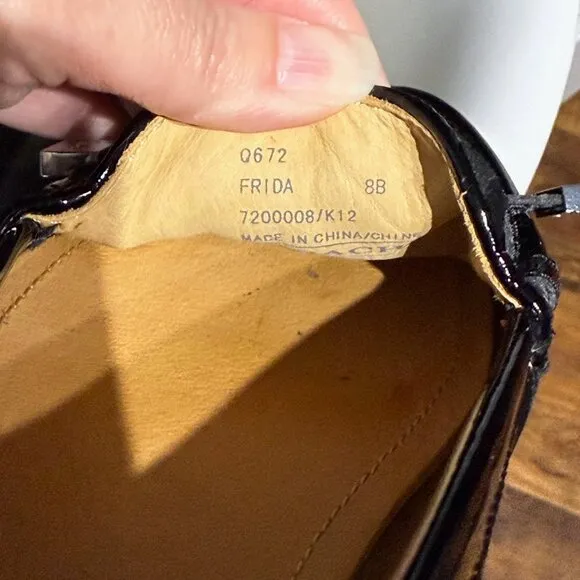 Q672
FRIDA 8B
7200008/K12
MADE IN CHINA/CHINE